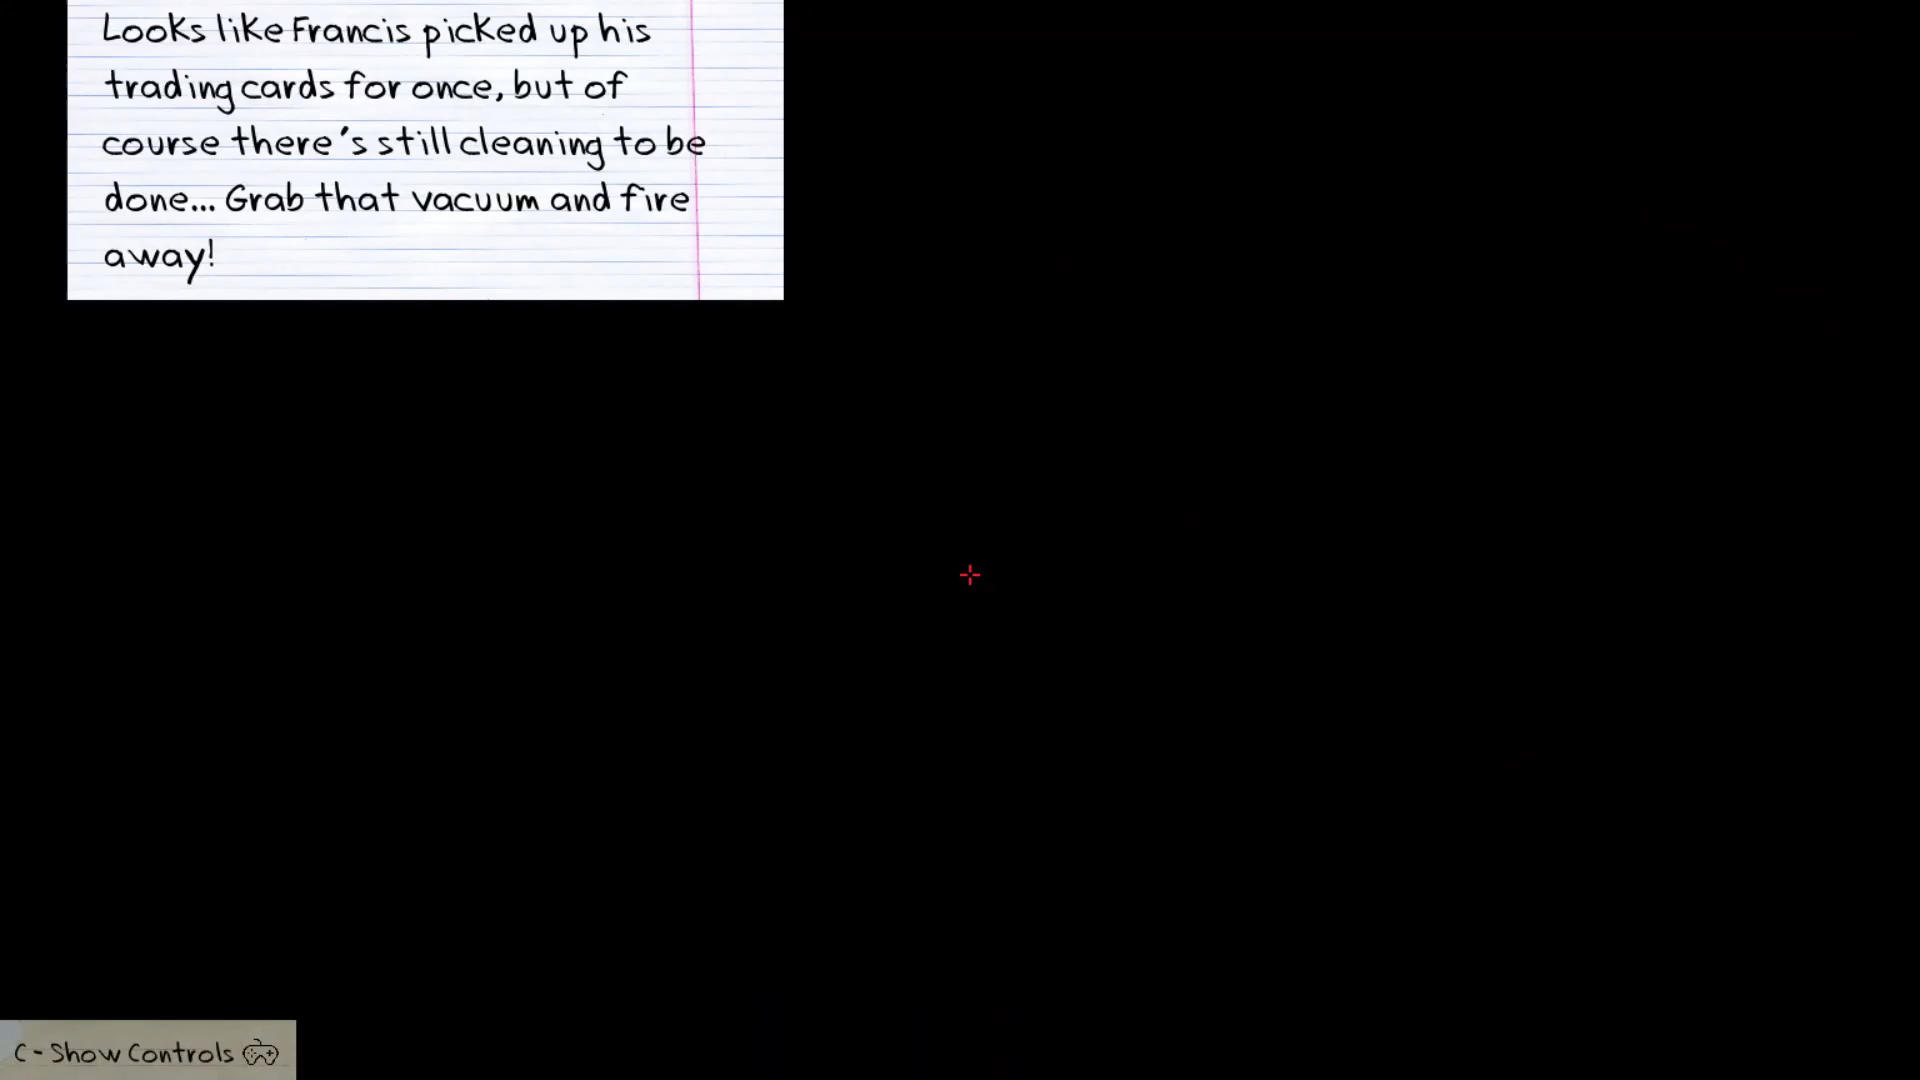 Looks like Francis picked up his
trading cards for once, but of
course there's still cleaning to be
done... Grab that vacuum and fire
away!
C - Show Controls